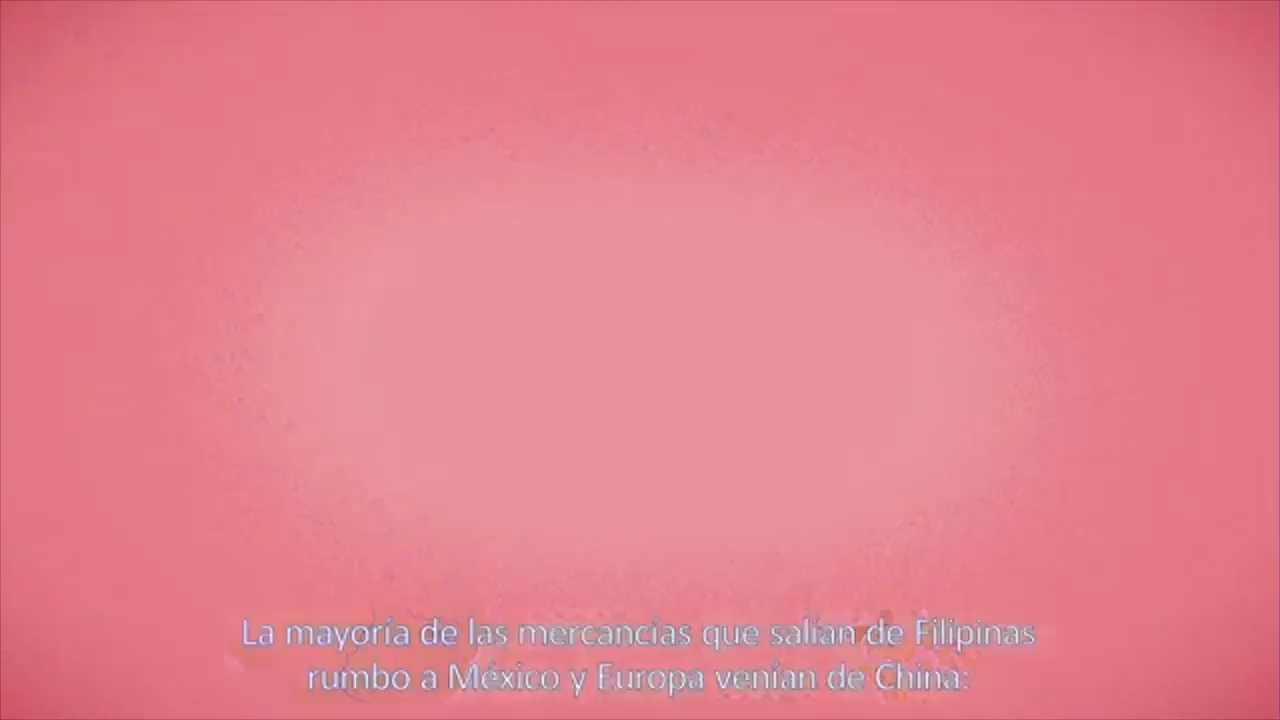 La mayoría de las mercancías que salían de Filipinas
rumbo a México y Europa venían de China: